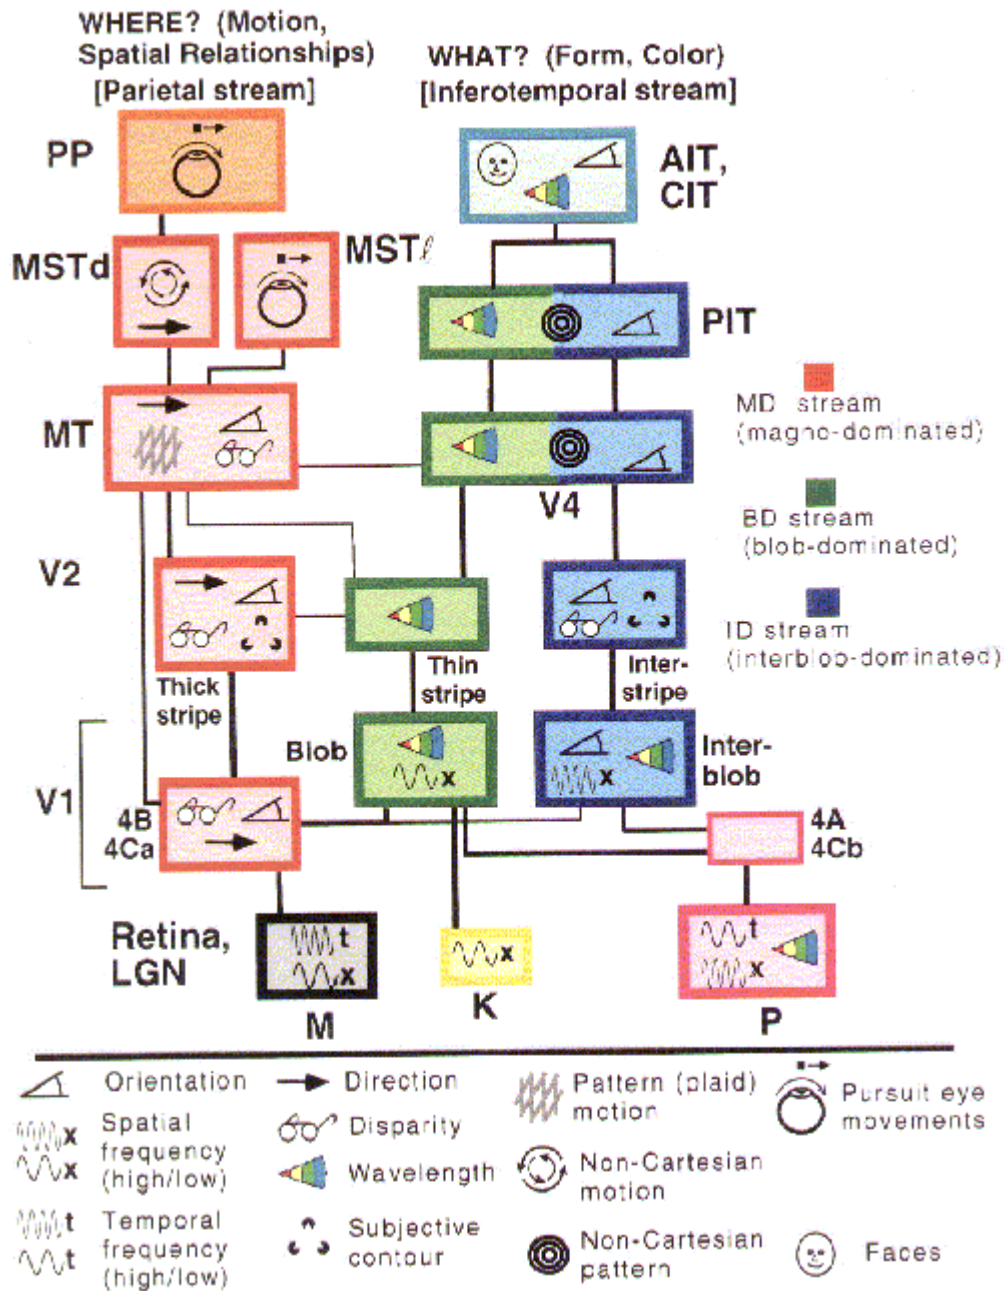 WHERE? (Motion,
Spatial Relationships)
[Parietal stream]
WHAT? (Form, Color)
[Inferotemporal stream]
PP
AIT,
CIT
MSTd
MSTℓ
PIT
MT
V4
MD stream
(magno-dominated)
BD stream
(blob-dominated)
ID stream
(interblob-dominated)
V2
Thick
stripe
Thin
stripe
Inter-
stripe
V1
Blob
x
x
Inter-
blob
4B
4Ca
4A
4Cb
Retina,
LGN
t
x
x
t
x
M
K
P
Orientation
Direction
Pattern (plaid)
motion
Pursuit eye
movements
x
x
Spatial
frequency
(high/low)
Disparity
Wavelength
Non-Cartesian
motion
t
t
Temporal
frequency
(high/low)
Subjective
contour
Non-Cartesian
pattern
Faces